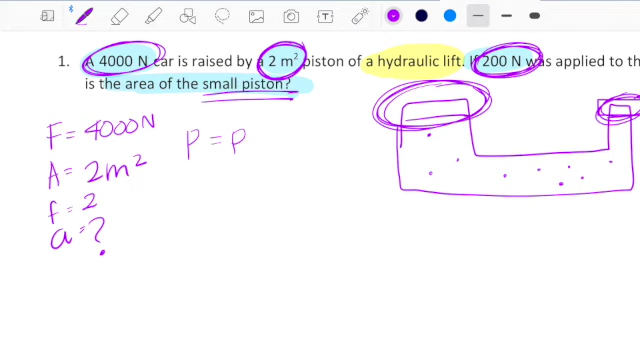 1. A 4000 N car is raised by a 2 m² piston of a hydraulic lift. If 200 N was applied to th
is the area of the small piston?
F = 4000N
P = P
A = 2m²
f = 2
a = ?